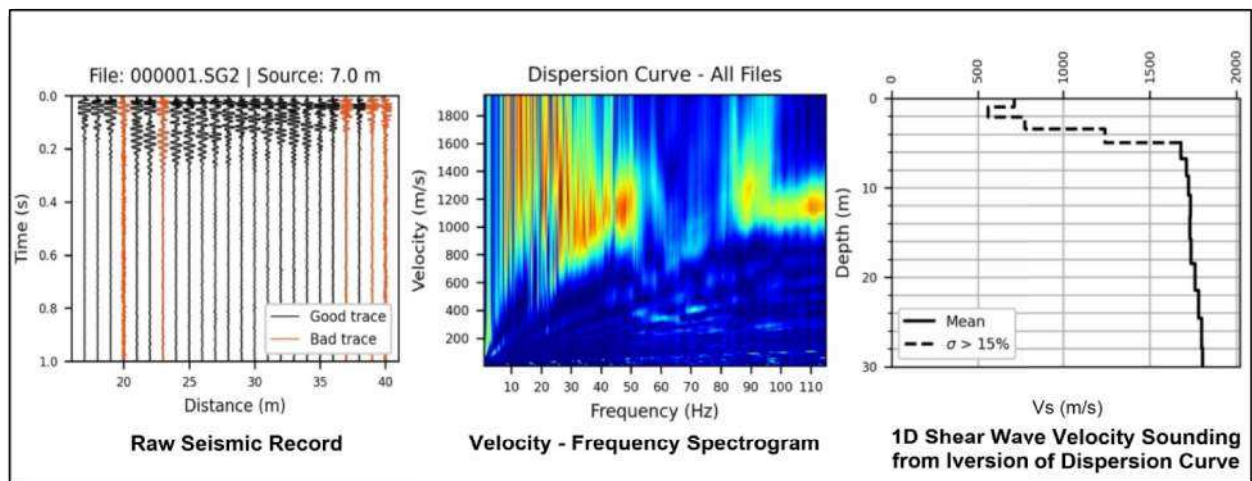 File: 000001.SG2 | Source: 7.0 m
0.0
0.2
0.4
0.6
0.8
1.0
Time (s)
20
25
30
35
40
Distance (m)
Good trace
Bad trace
Raw Seismic Record
Dispersion Curve - All Files
1800
1600
1400
1200
1000
800
600
400
200
Velocity (m/s)
10 20 30 40 50 60 70 80 90 100 110
Frequency (Hz)
Velocity - Frequency Spectrogram
0
500
1000
1500
2000
0
10
20
30
Depth (m)
Mean
σ > 15%
Vs (m/s)
1D Shear Wave Velocity Sounding
from Iversion of Dispersion Curve